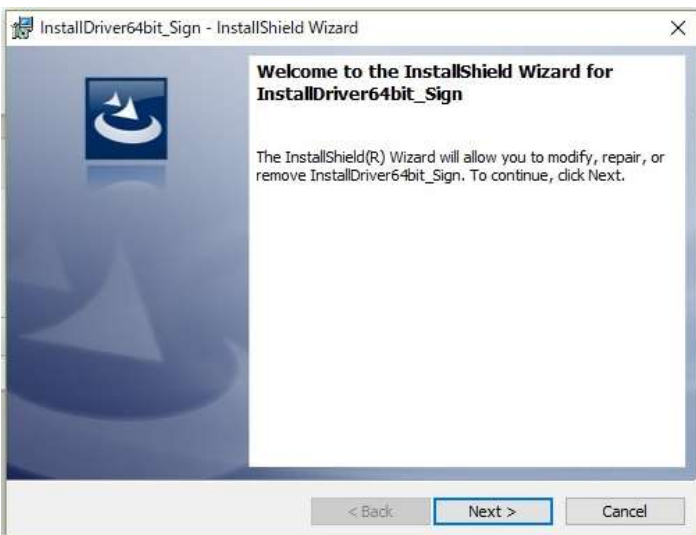 InstallDriver64bit_Sign - InstallShield Wizard
Welcome to the InstallShield Wizard for
InstallDriver64bit_Sign
The InstallShield(R) Wizard will allow you to modify, repair, or
remove InstallDriver64bit_Sign. To continue, click Next.
< Back Next > Cancel